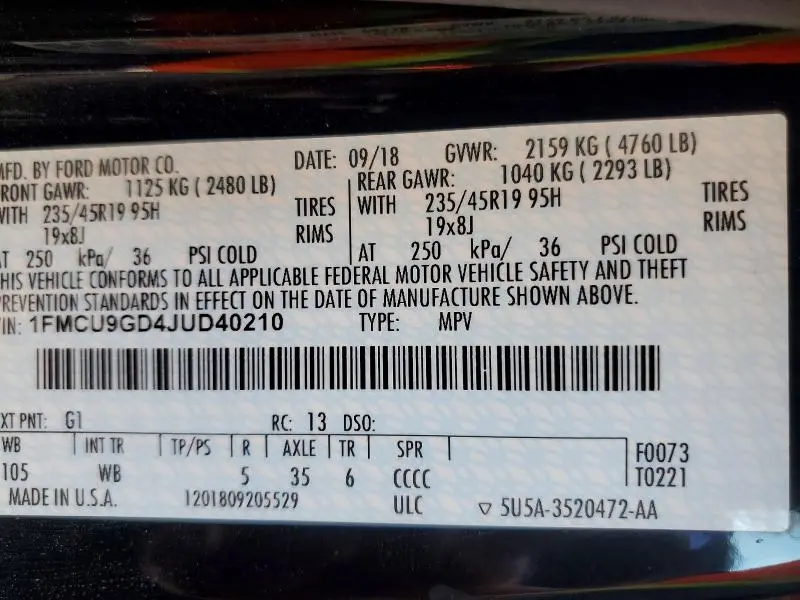 MFD. BY FORD MOTOR CO. DATE: 09/18 GVWR: 2159 KG ( 4760 LB)
FRONT GAWR: 1125 KG ( 2480 LB) REAR GAWR: 1040 KG ( 2293 LB)
WITH 235/45R19 95H TIRES WITH 235/45R19 95H TIRES
19x8J RIMS 19x8J RIMS
AT 250 kPa/ 36 PSI COLD AT 250 kPa/ 36 PSI COLD
THIS VEHICLE CONFORMS TO ALL APPLICABLE FEDERAL MOTOR VEHICLE SAFETY AND THEFT
PREVENTION STANDARDS IN EFFECT ON THE DATE OF MANUFACTURE SHOWN ABOVE.
VIN: 1FMCU9GD4JUD40210 TYPE: MPV
EXT PNT: G1 RC: 13 DSO:
WB INT TR TP/PS R AXLE TR SPR F0073
105 WB 5 35 6 CCCC T0221
MADE IN U.S.A. 1201809205529 ULC ▽ 5U5A-3520472-AA